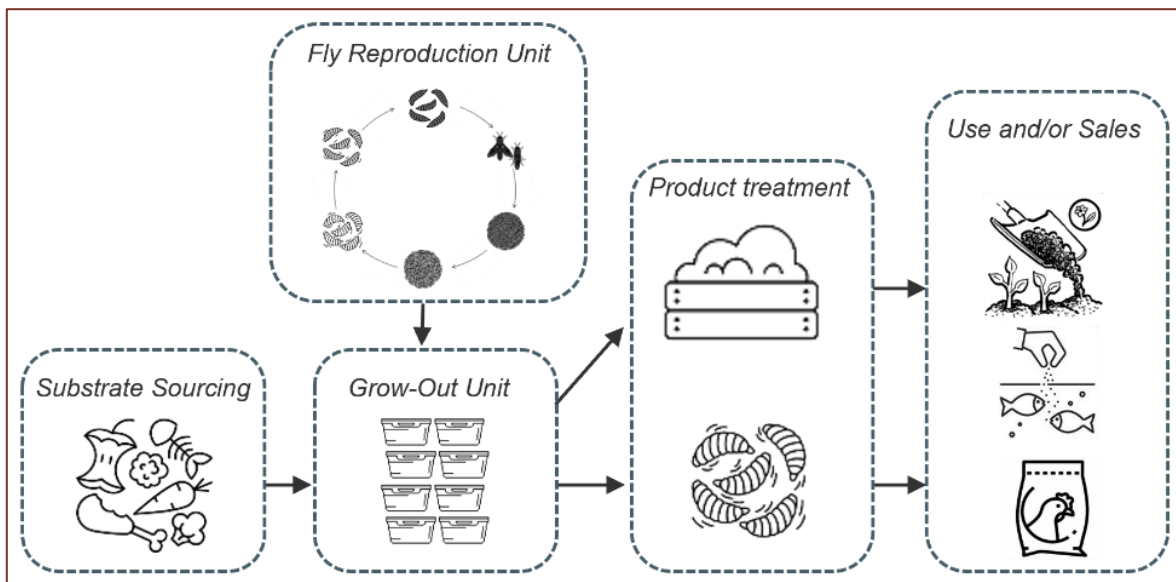 Fly Reproduction Unit
Use and/or Sales
Product treatment
Substrate Sourcing
Grow-Out Unit